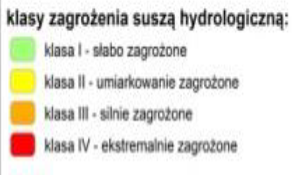 klasy zagrożenia suszą hydrologiczną:
klasa I - słabo zagrożone
klasa II - umiarkowanie zagrożone
klasa III - silnie zagrożone
klasa IV - ekstremalnie zagrożone